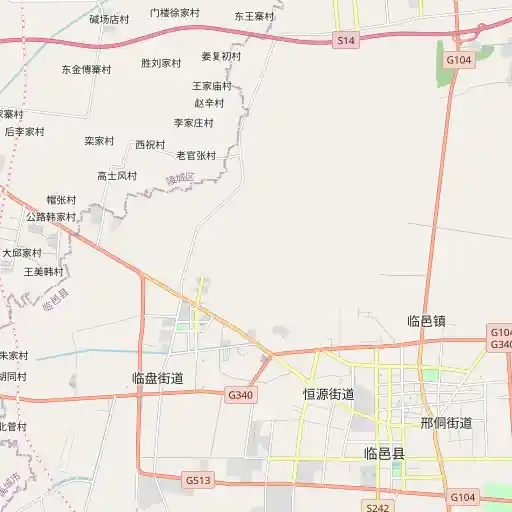 碱场店村
门楼徐家村
东王寨村
S14
姜复初村
G104
胜刘家村
东金傅寨村
王家庙村
赵辛村
家寨村
后李家村
李家庄村
栾家村
西祝村
老官张村
高士风村
陵城区
帽张村
公路韩家村
大邱家村
王美韩村
临邑县
临邑镇
G104
G340
朱家村
胡同村
临盘街道
G340
恒源街道
邢侗街道
北管村
临邑县
禹城市
G513
S242
G104